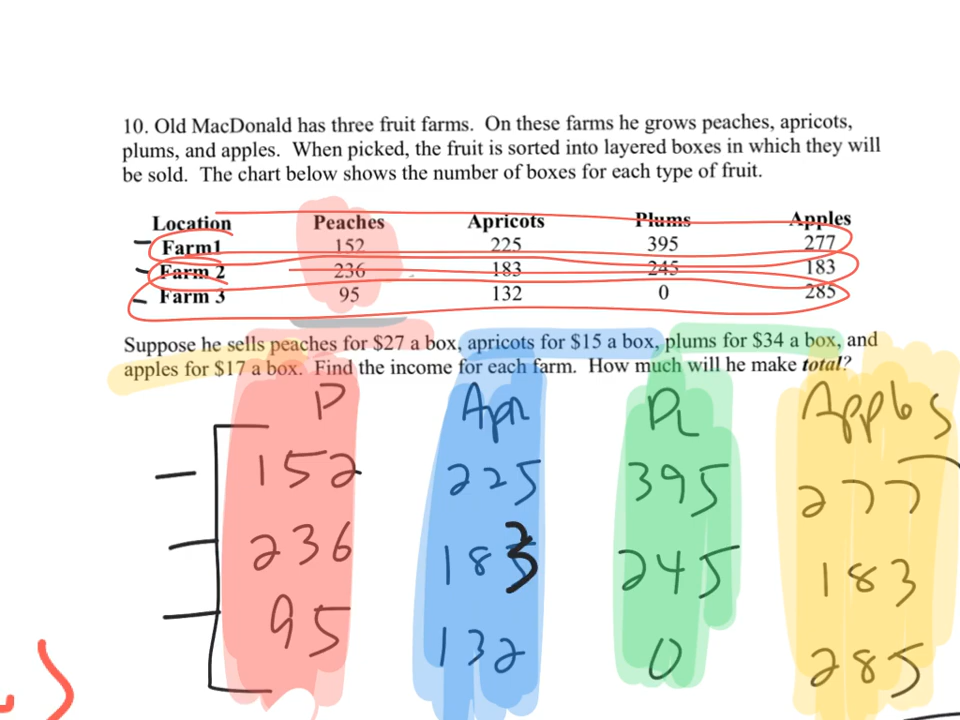 10. Old MacDonald has three fruit farms. On these farms he grows peaches, apricots,
plums, and apples. When picked, the fruit is sorted into layered boxes in which they will
be sold. The chart below shows the number of boxes for each type of fruit.
Location Peaches Apricots Plums Apples
Farm1 152 225 395 277
Farm 2 236 183 245 183
Farm 3 95 132 0 285
Suppose he sells peaches for $27 a box, apricots for $15 a box, plums for $34 a box, and
apples for $17 a box. Find the income for each farm. How much will he make total?
P Apr PL Apples
152 225 395 277
236 183 245 183
95 132 0 285